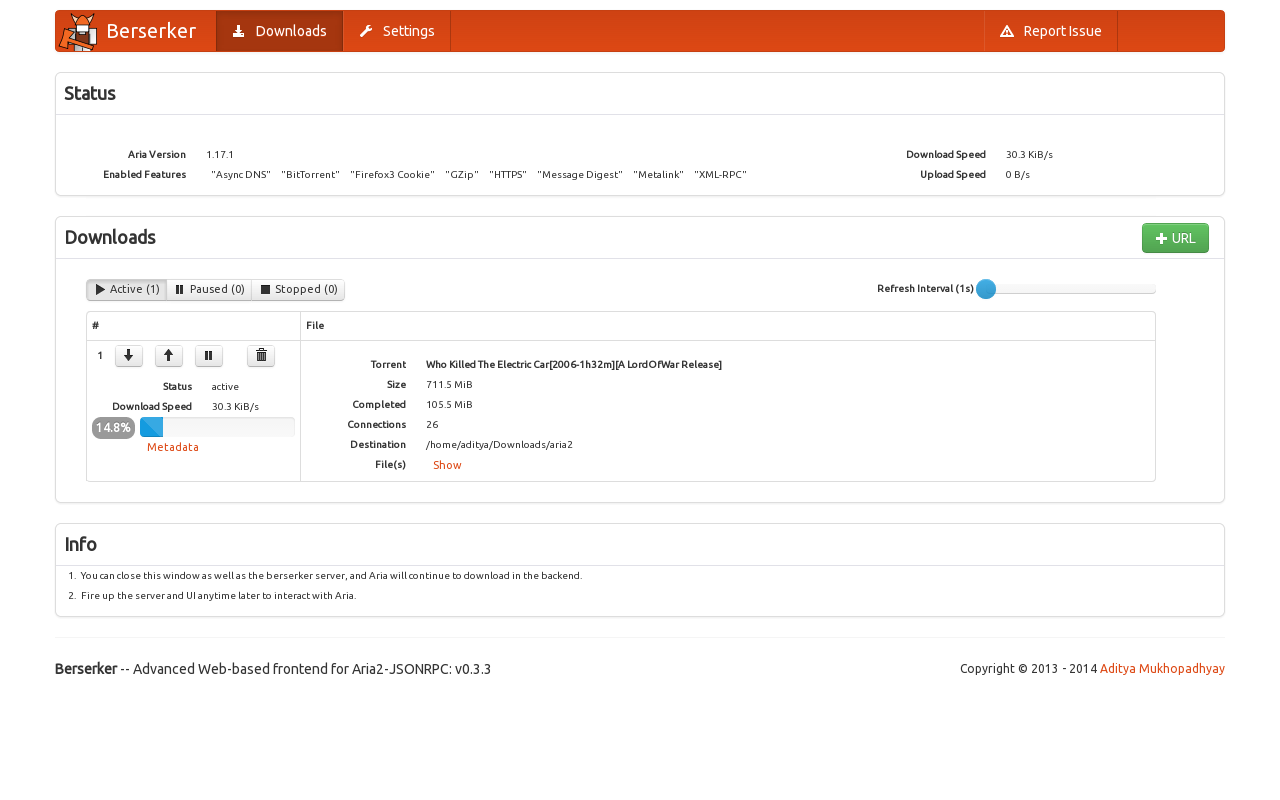 Berserker Downloads Settings Report Issue
Status
Aria Version 1.17.1 Download Speed 30.3 KiB/s
Enabled Features "Async DNS" "BitTorrent" "Firefox3 Cookie" "GZip" "HTTPS" "Message Digest" "Metalink" "XML-RPC" Upload Speed 0 B/s
Downloads URL
Active (1) Paused (0) Stopped (0) Refresh Interval (1s)
# File
1
Status active
Download Speed 30.3 KiB/s
14.8%
Metadata
Torrent Who Killed The Electric Car[2006-1h32m][A LordOfWar Release]
Size 711.5 MiB
Completed 105.5 MiB
Connections 26
Destination /home/aditya/Downloads/aria2
File(s) Show
Info
1. You can close this window as well as the berserker server, and Aria will continue to download in the backend.
2. Fire up the server and UI anytime later to interact with Aria.
Berserker -- Advanced Web-based frontend for Aria2-JSONRPC: v0.3.3 Copyright © 2013 - 2014 Aditya Mukhopadhyay